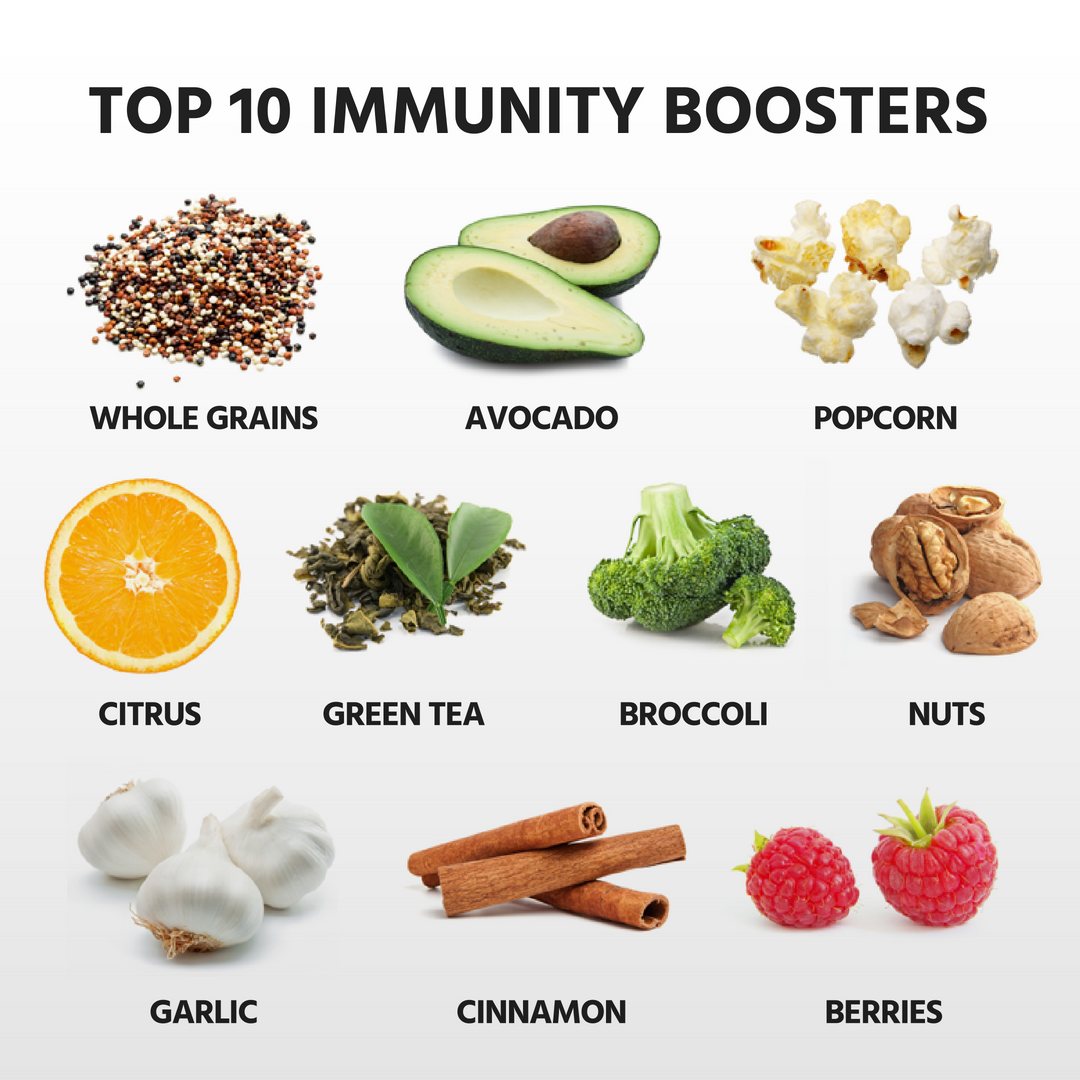 TOP 10 IMMUNITY BOOSTERS
WHOLE GRAINS
AVOCADO
POPCORN
CITRUS
GREEN TEA
BROCCOLI
NUTS
GARLIC
CINNAMON
BERRIES